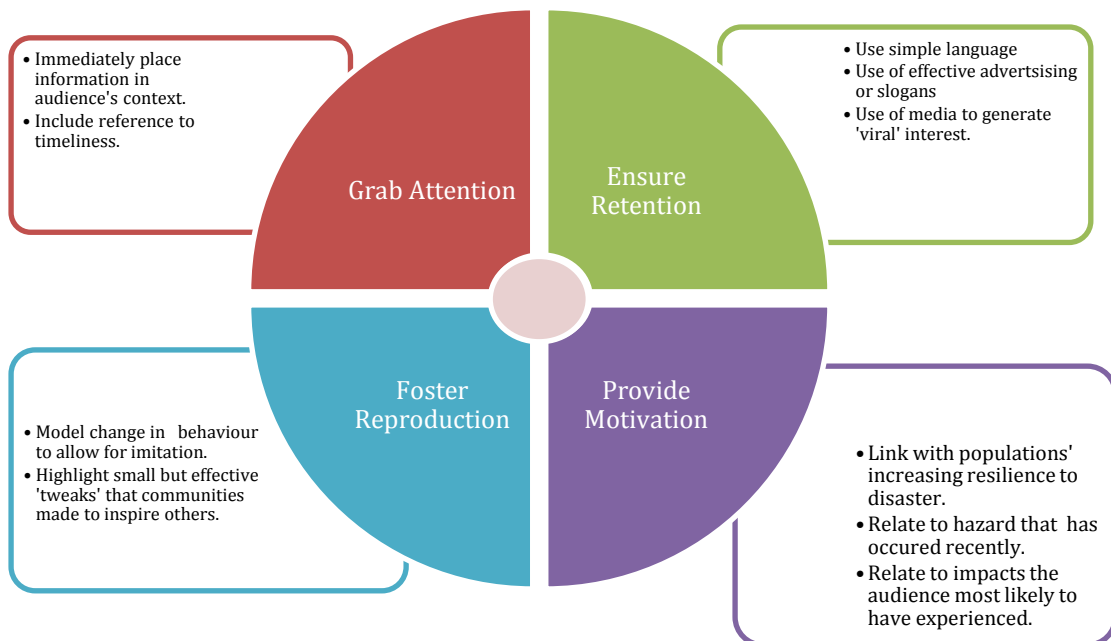 • Immediately place
information in
audience's context.
• Include reference to
timeliness.
Grab Attention
Ensure
Retention
• Use simple language
• Use of effective advertsising
or slogans
• Use of media to generate
'viral' interest.
• Model change in behaviour
to allow for imitation.
• Highlight small but effective
'tweaks' that communities
made to inspire others.
Foster
Reproduction
Provide
Motivation
• Link with populations'
increasing resilience to
disaster.
• Relate to hazard that has
occured recently.
• Relate to impacts the
audience most likely to
have experienced.